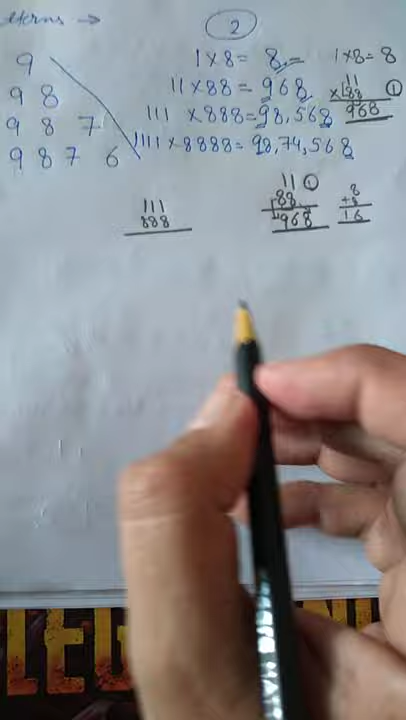 terns →
2
9
9 8
9 8 7
9 8 7 6
1 × 8 = 8
11 × 88 = 968
111 × 888 = 98,568
1111 × 8888 = 98,74,568
1 × 8 = 8
11
×88
968
1
111
888
11 1
88
968
8
+8
16